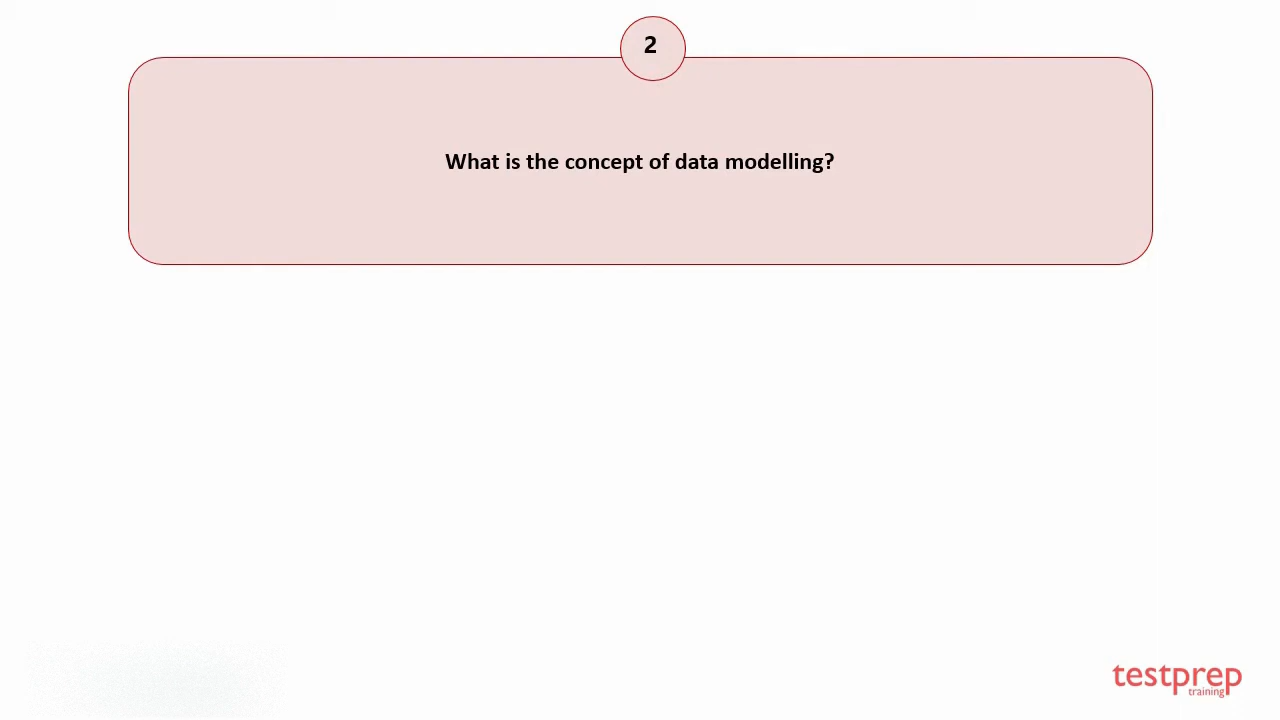 2
What is the concept of data modelling?
testprep
training